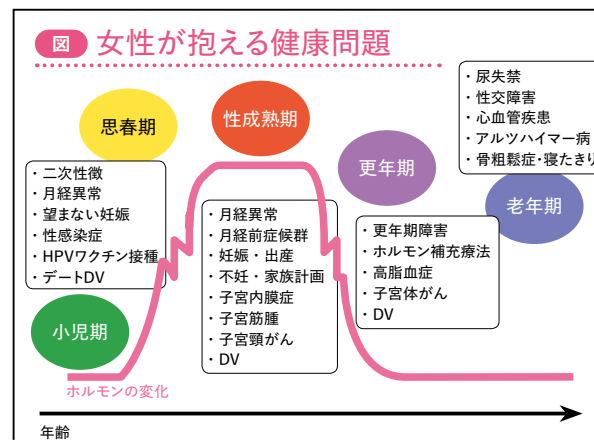 図 女性が抱える健康問題
思春期
・二次性徴
・月経異常
・望まない妊娠
・性感染症
・HPVワクチン接種
・デートDV
小児期
性成熟期
・月経異常
・月経前症候群
・妊娠・出産
・不妊・家族計画
・子宮内膜症
・子宮筋腫
・子宮頸がん
・DV
更年期
・更年期障害
・ホルモン補充療法
・高脂血症
・子宮体がん
・DV
・尿失禁
・性交障害
・心血管疾患
・アルツハイマー病
・骨粗鬆症・寝たきり
老年期
ホルモンの変化
年齢